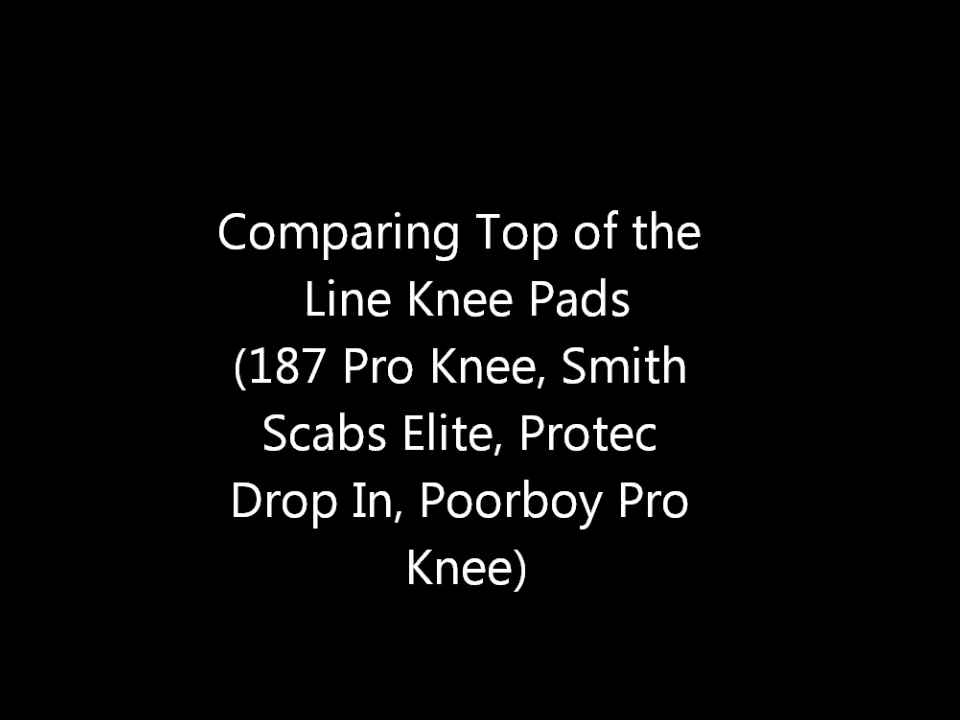 Comparing Top of the
Line Knee Pads
(187 Pro Knee, Smith
Scabs Elite, Protec
Drop In, Poorboy Pro
Knee)